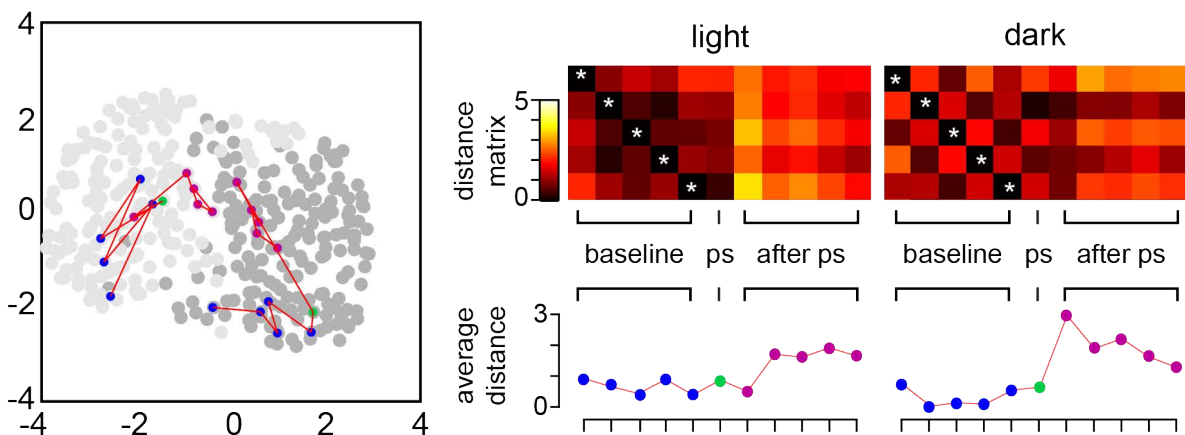 4
2
0
-2
-4
-4 -2 0 2 4
light dark
distance
matrix
5
0
* * * * *
* * * * *
baseline ps after ps
baseline ps after ps
average
distance
3
0